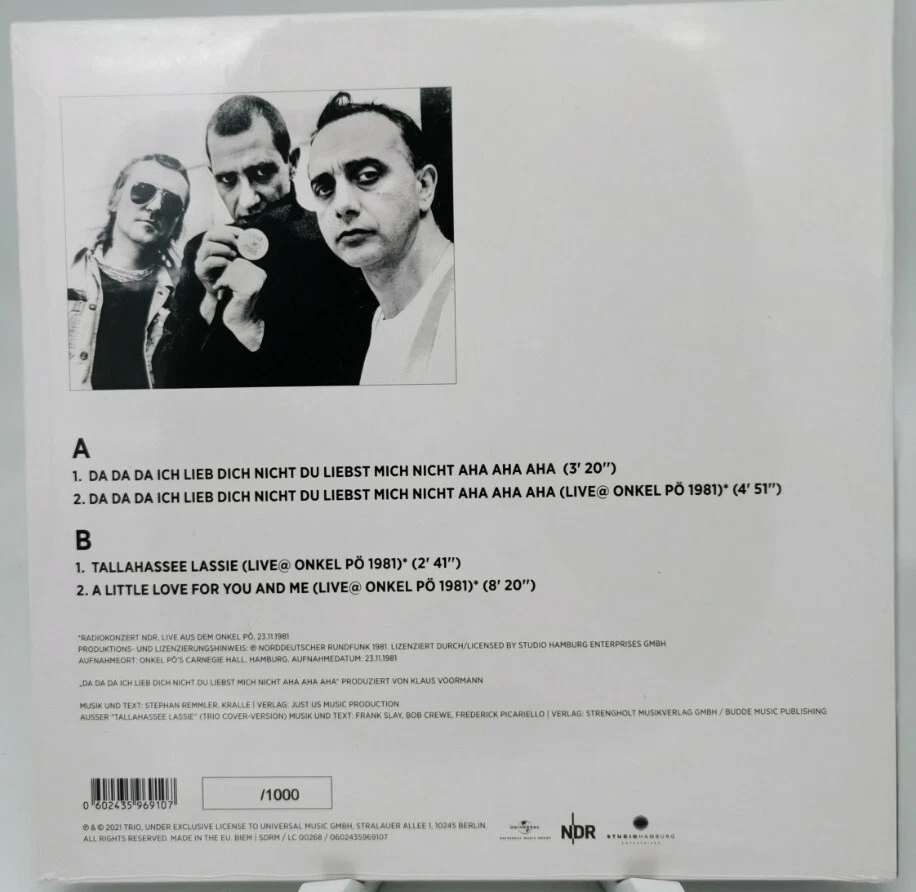 A
1. DA DA DA ICH LIEB DICH NICHT DU LIEBST MICH NICHT AHA AHA AHA (3' 20'')
2. DA DA DA ICH LIEB DICH NICHT DU LIEBST MICH NICHT AHA AHA AHA (LIVE@ ONKEL PÖ 1981)* (4' 51'')
B
1. TALLAHASSEE LASSIE (LIVE@ ONKEL PÖ 1981)* (2' 41'')
2. A LITTLE LOVE FOR YOU AND ME (LIVE@ ONKEL PÖ 1981)* (8' 20'')
*RADIOKONZERT NDR, LIVE AUS DEM ONKEL PÖ, 23.11.1981
PRODUKTIONS- UND LIZENZIERUNGSHINWEIS: ℗ NORDDEUTSCHER RUNDFUNK 1981, LIZENZIERT DURCH/LICENSED BY STUDIO HAMBURG ENTERPRISES GMBH
AUFNAHMEORT: ONKEL PÖ'S CARNEGIE HALL, HAMBURG. AUFNAHMEDATUM: 23.11.1981
„DA DA DA ICH LIEB DICH NICHT DU LIEBST MICH NICHT AHA AHA AHA" PRODUZIERT VON KLAUS VOORMANN
MUSIK UND TEXT: STEPHAN REMMLER, KRALLE | VERLAG: JUST US MUSIC PRODUCTION
AUSSER "TALLAHASSEE LASSIE" (TRIO COVER-VERSION) MUSIK UND TEXT: FRANK SLAY, BOB CREWE, FREDERICK PICARIELLO | VERLAG: STRENGHOLT MUSIKVERLAG GMBH / BUDDE MUSIC PUBLISHING
0 602435 969107
/1000
℗ & © 2021 TRIO, UNDER EXCLUSIVE LICENSE TO UNIVERSAL MUSIC GMBH, STRALAUER ALLEE 1, 10245 BERLIN.
ALL RIGHTS RESERVED. MADE IN THE EU. BIEM | SDRM / LC 00268 / 0602435969107
UNIVERSAL
UNIVERSAL MUSIC GROUP
NDR
STUDIO HAMBURG
ENTERPRISES